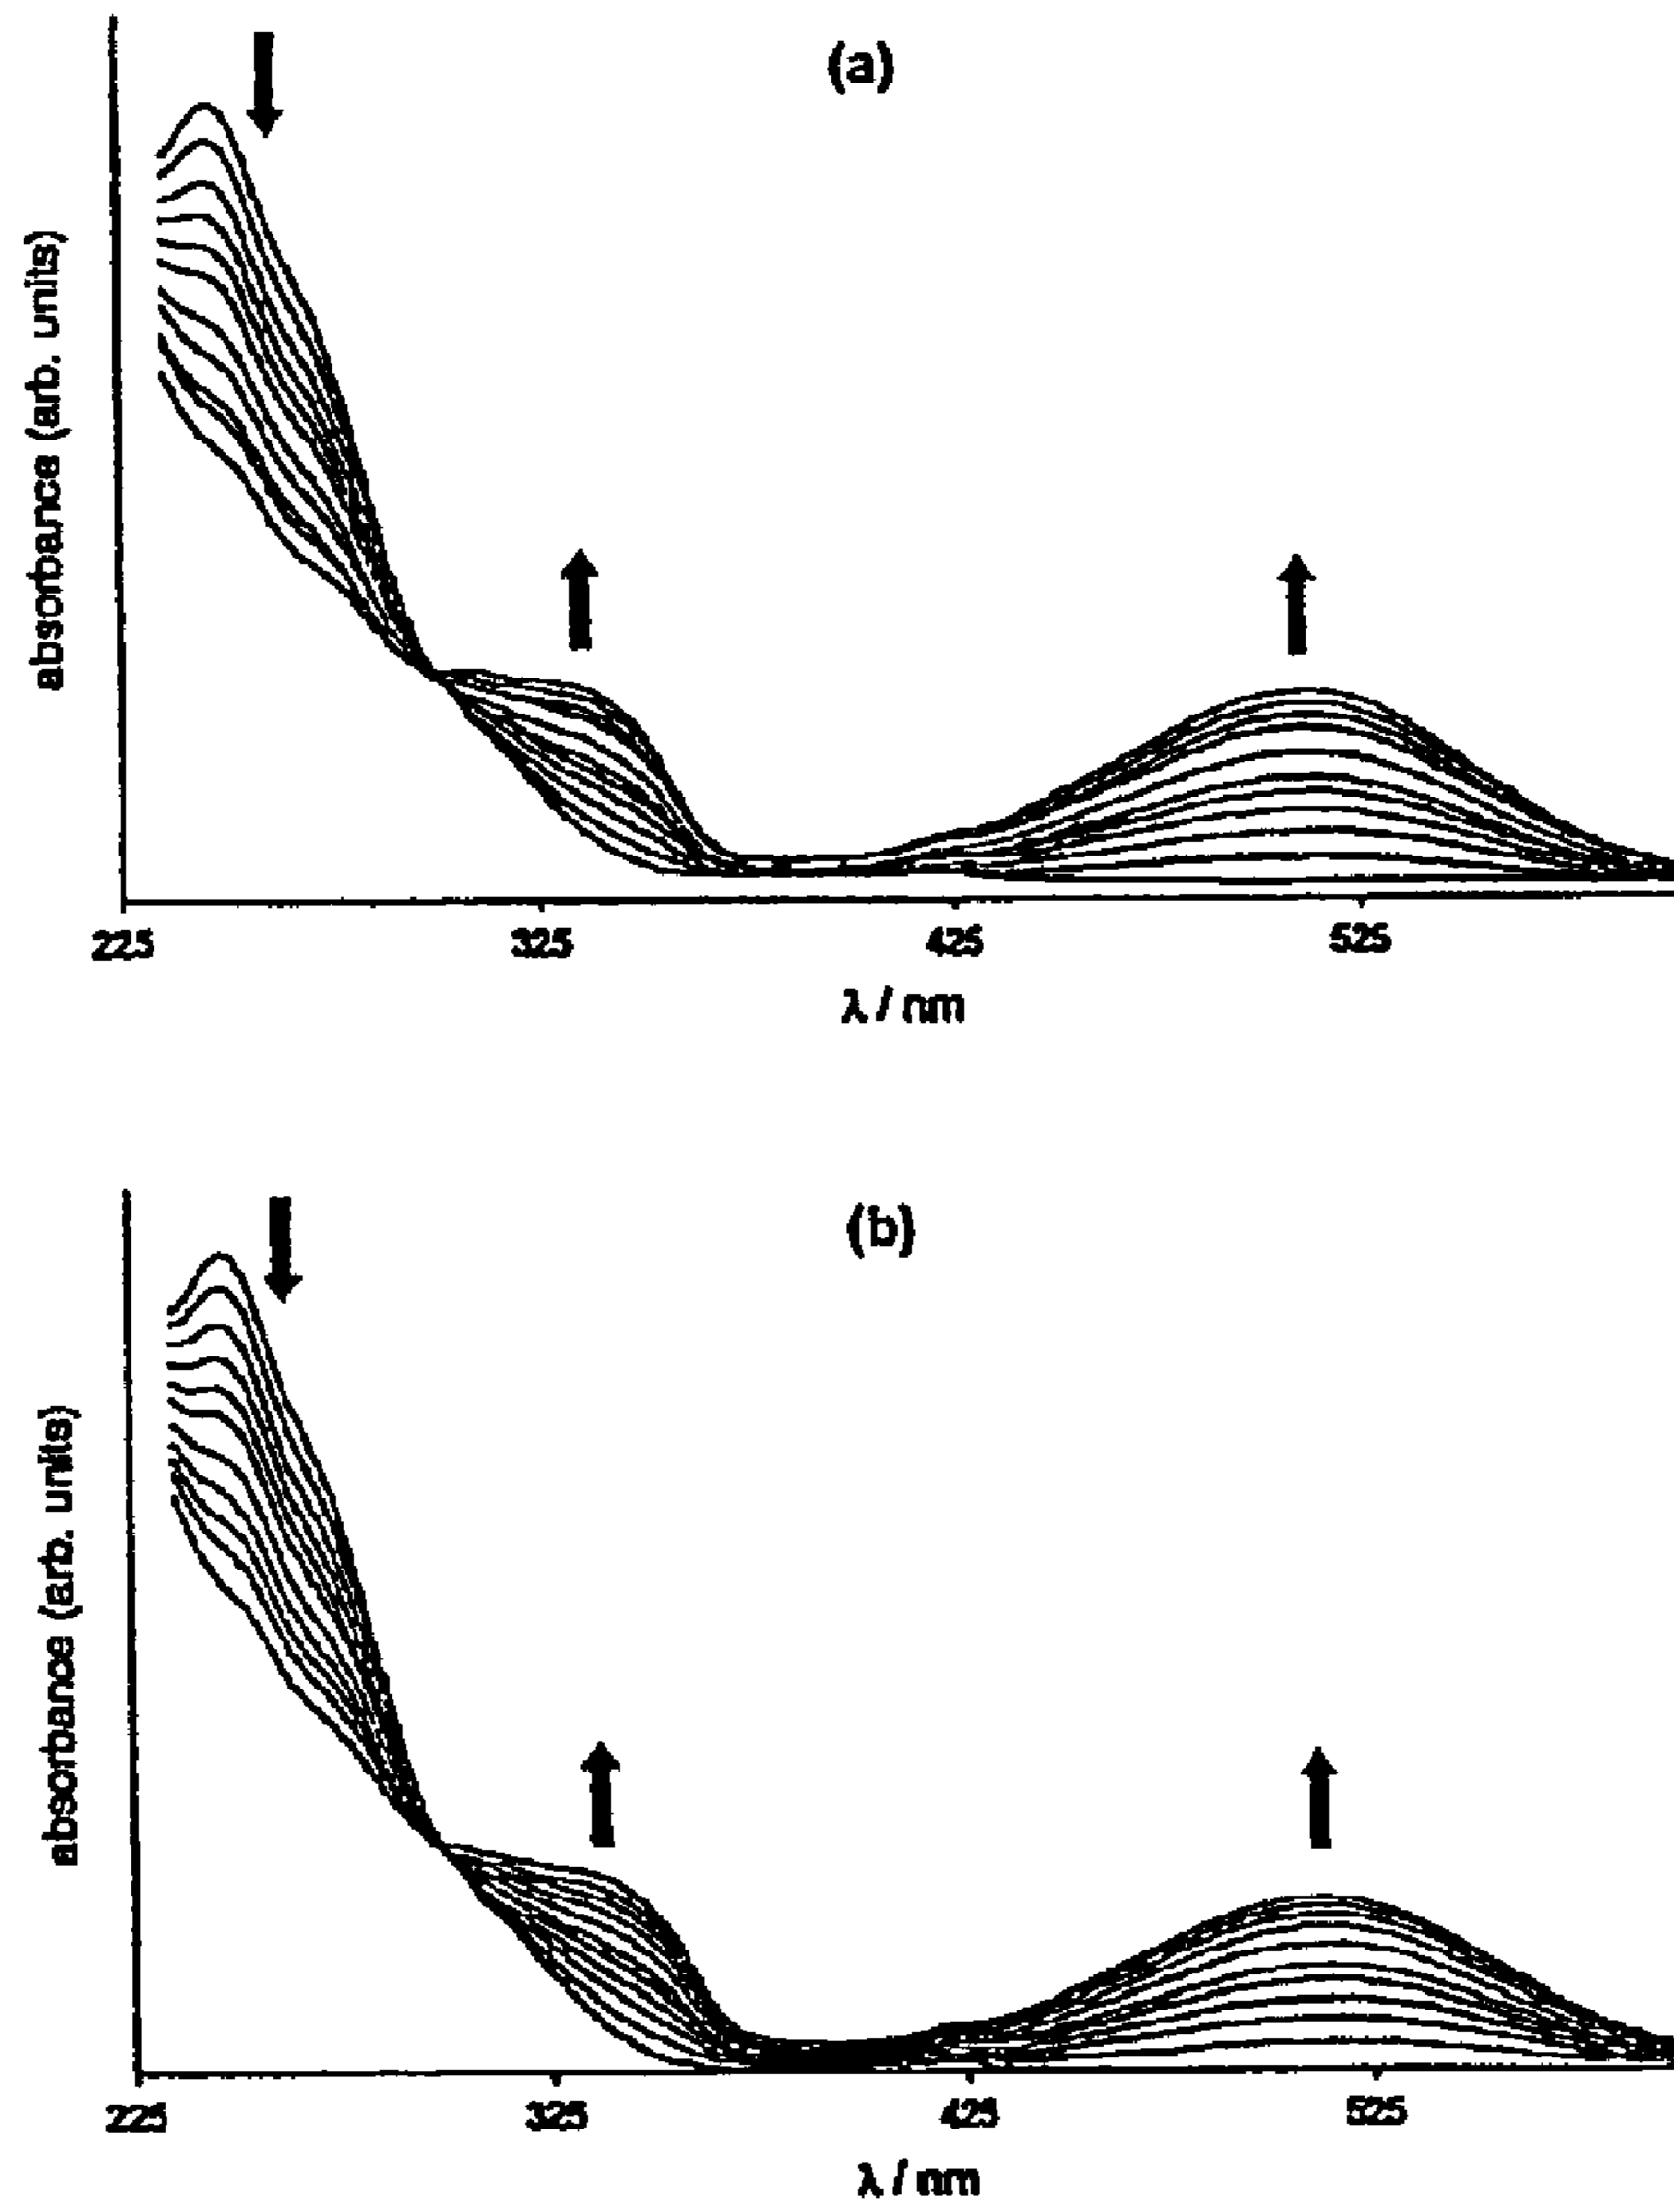 (a)
absorbance (arb. units)
225 325 425 525
λ / nm
(b)
absorbance (arb. units)
225 325 425 525
λ / nm